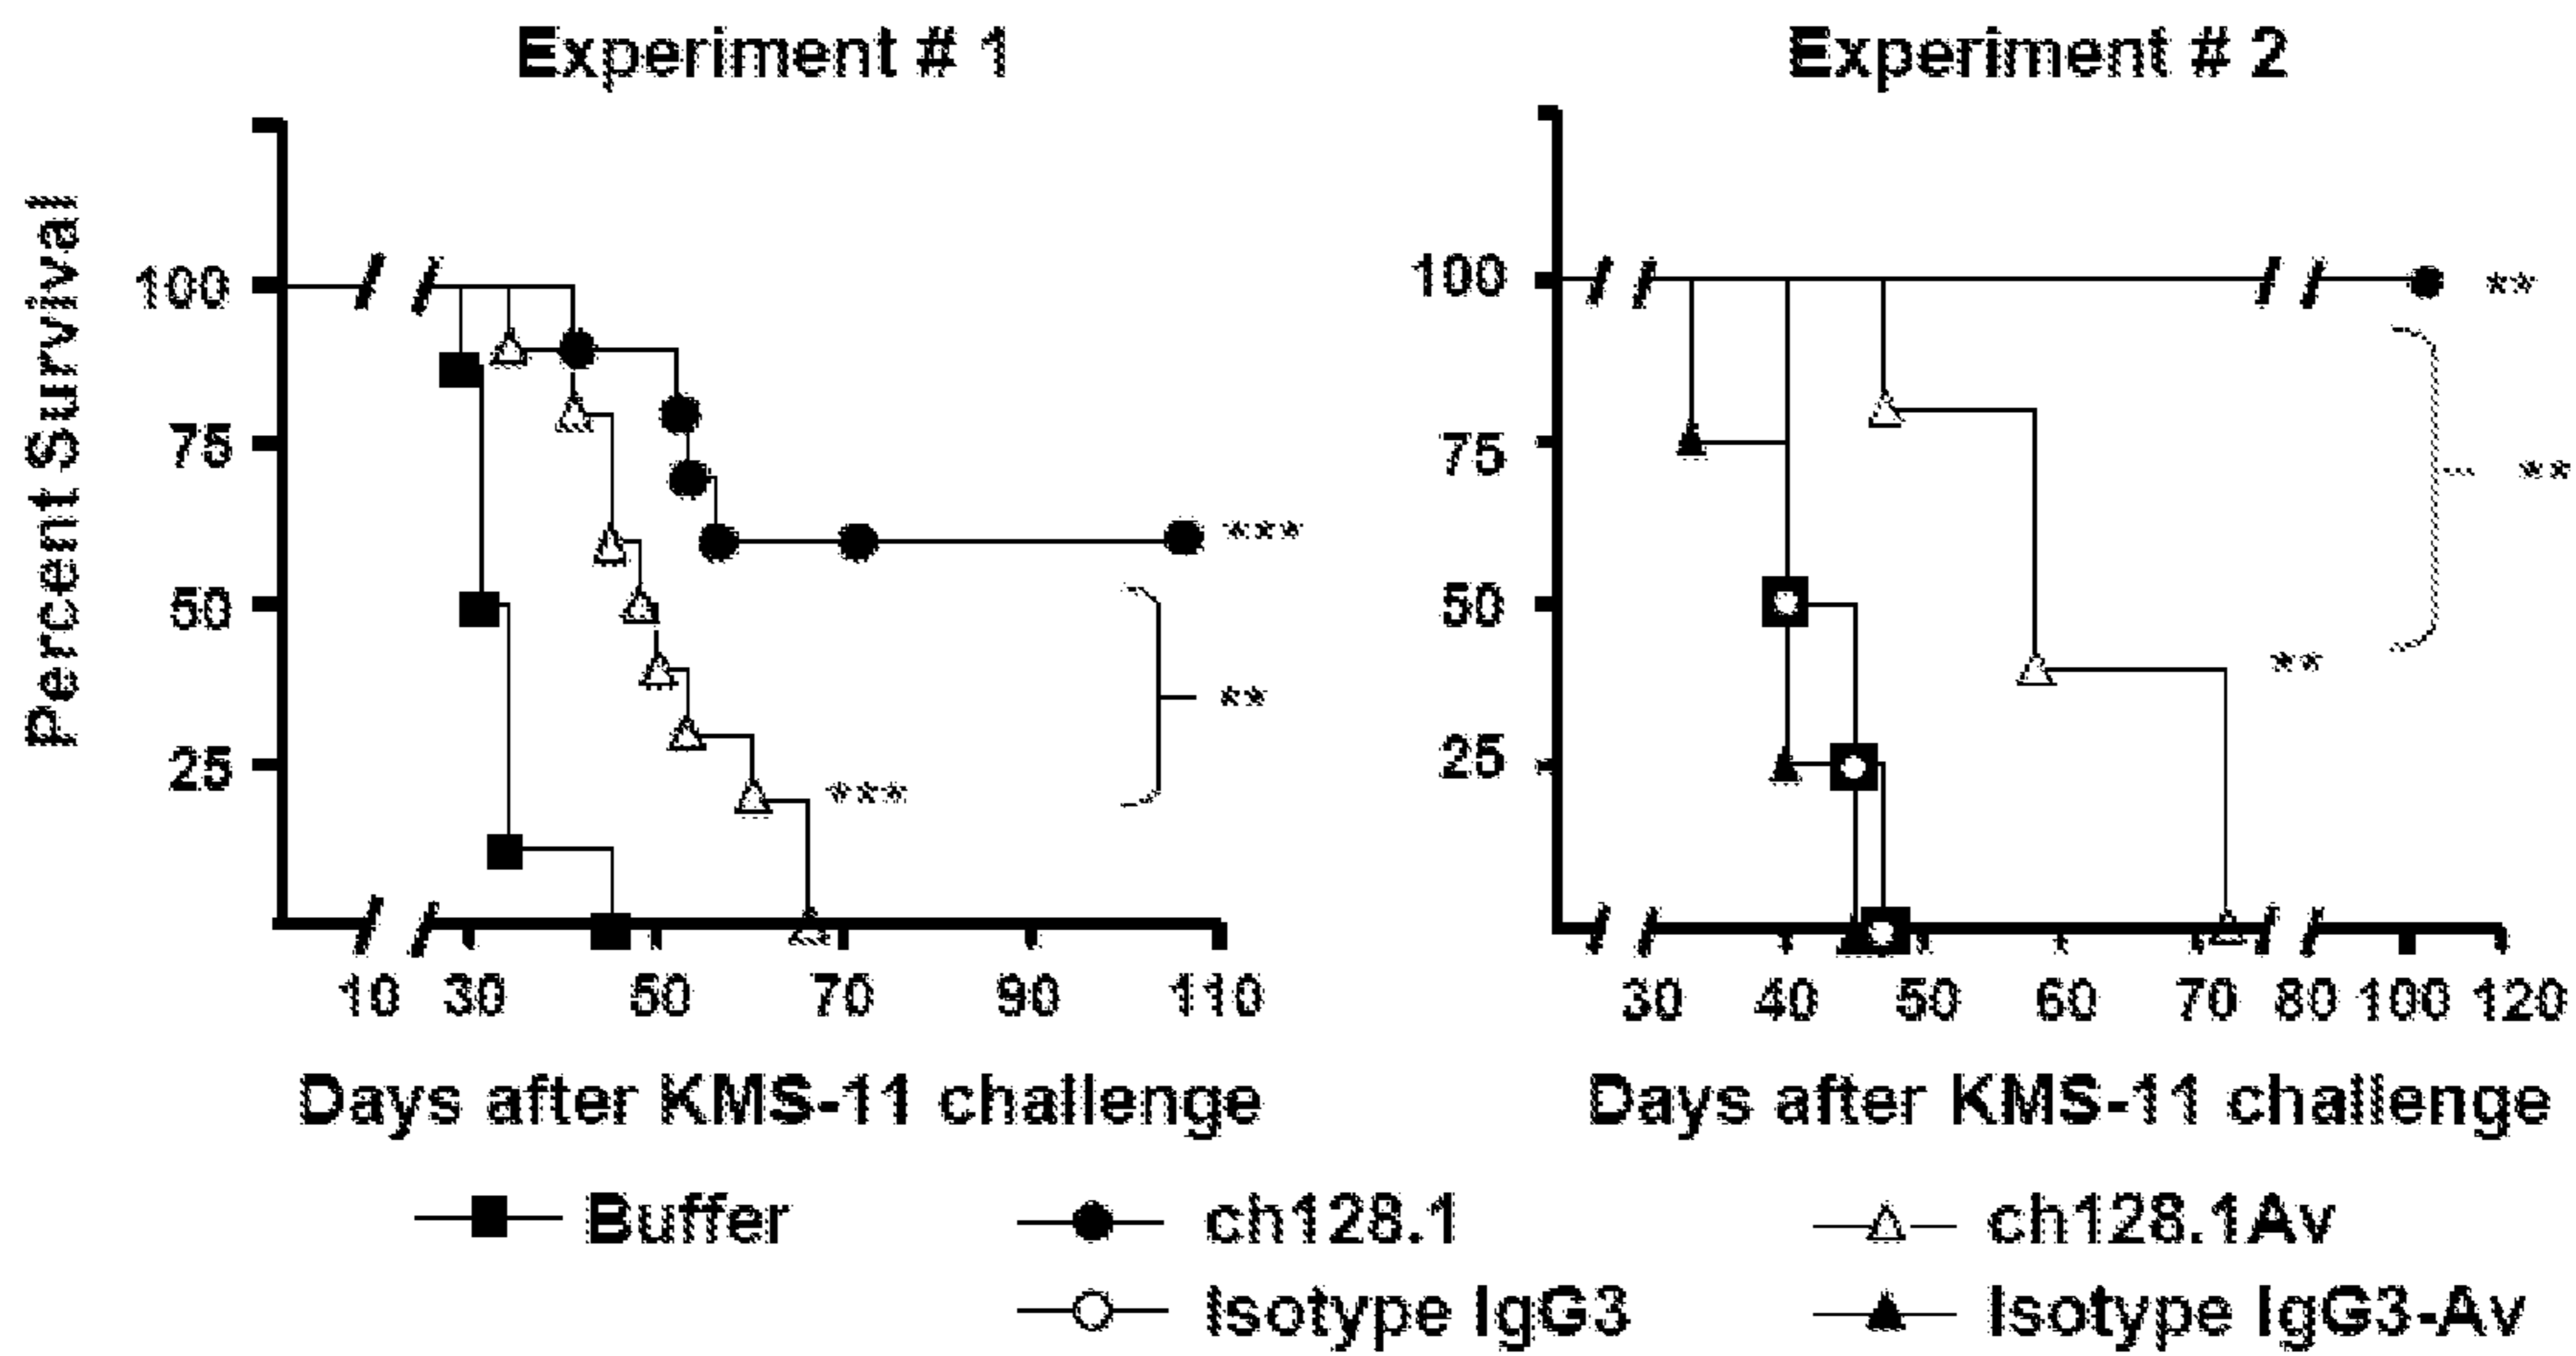 Experiment # 1
Experiment # 2
Percent Survival
100
75
50
25
***
**
***
10 30 50 70 90 110
Days after KMS-11 challenge
100
75
50
25
**
**
**
30 40 50 60 70 80 100 120
Days after KMS-11 challenge
Buffer
ch128.1
ch128.1Av
Isotype IgG3
Isotype IgG3-Av